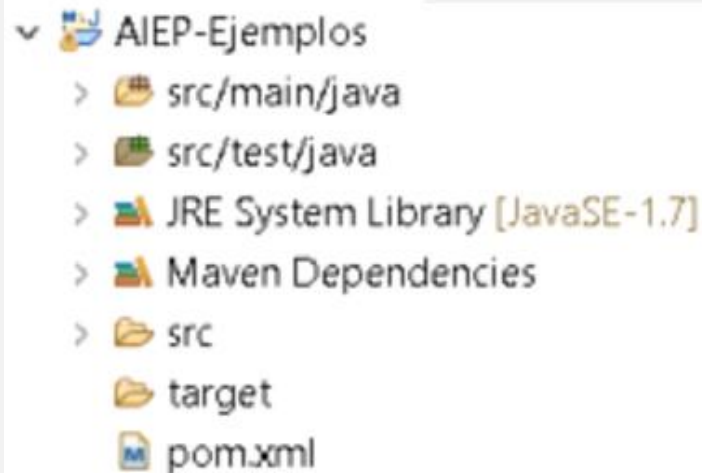 AIEP-Ejemplos
src/main/java
src/test/java
JRE System Library [JavaSE-1.7]
Maven Dependencies
src
target
pom.xml